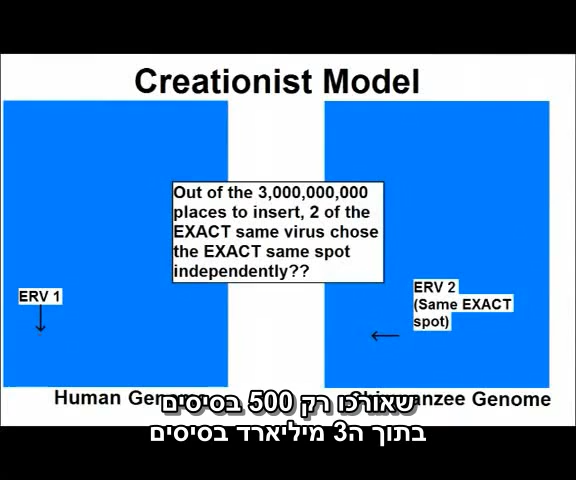 Creationist Model
Out of the 3,000,000,000
places to insert, 2 of the
EXACT same virus chose
the EXACT same spot
independently??
ERV 1
ERV 2
(Same EXACT
spot)
Human
Genome
שאורכו רק 500 בסיסים
בתוך ה3 מיליארד בסיסים